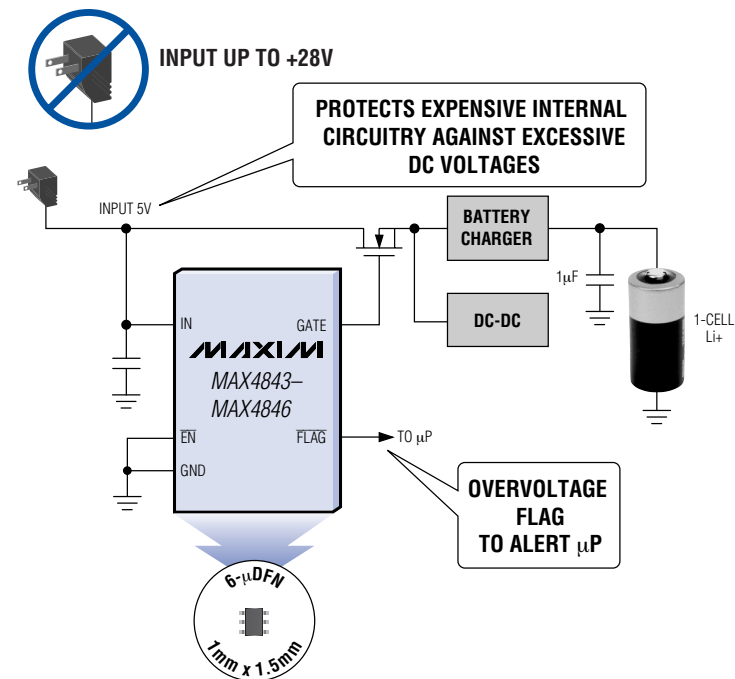 INPUT UP TO +28V
PROTECTS EXPENSIVE INTERNAL
CIRCUITRY AGAINST EXCESSIVE
DC VOLTAGES
INPUT 5V
BATTERY
CHARGER
1μF
DC-DC
1-CELL
Li+
IN
GATE
MAXIM
MAX4843–
MAX4846
EN
FLAG
TO μP
GND
OVERVOLTAGE
FLAG
TO ALERT μP
6-μDFN
1mm x 1.5mm